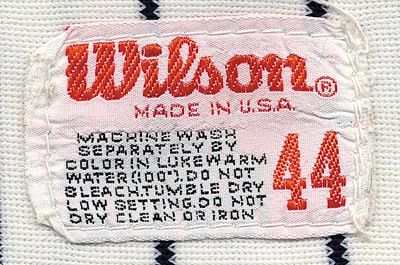 Wilson®
MADE IN U.S.A.
MACHINE WASH
SEPARATELY BY
COLOR IN LUKEWARM
WATER(100°). DO NOT
BLEACH.TUMBLE DRY
LOW SETTING.DO NOT
DRY CLEAN OR IRON
44